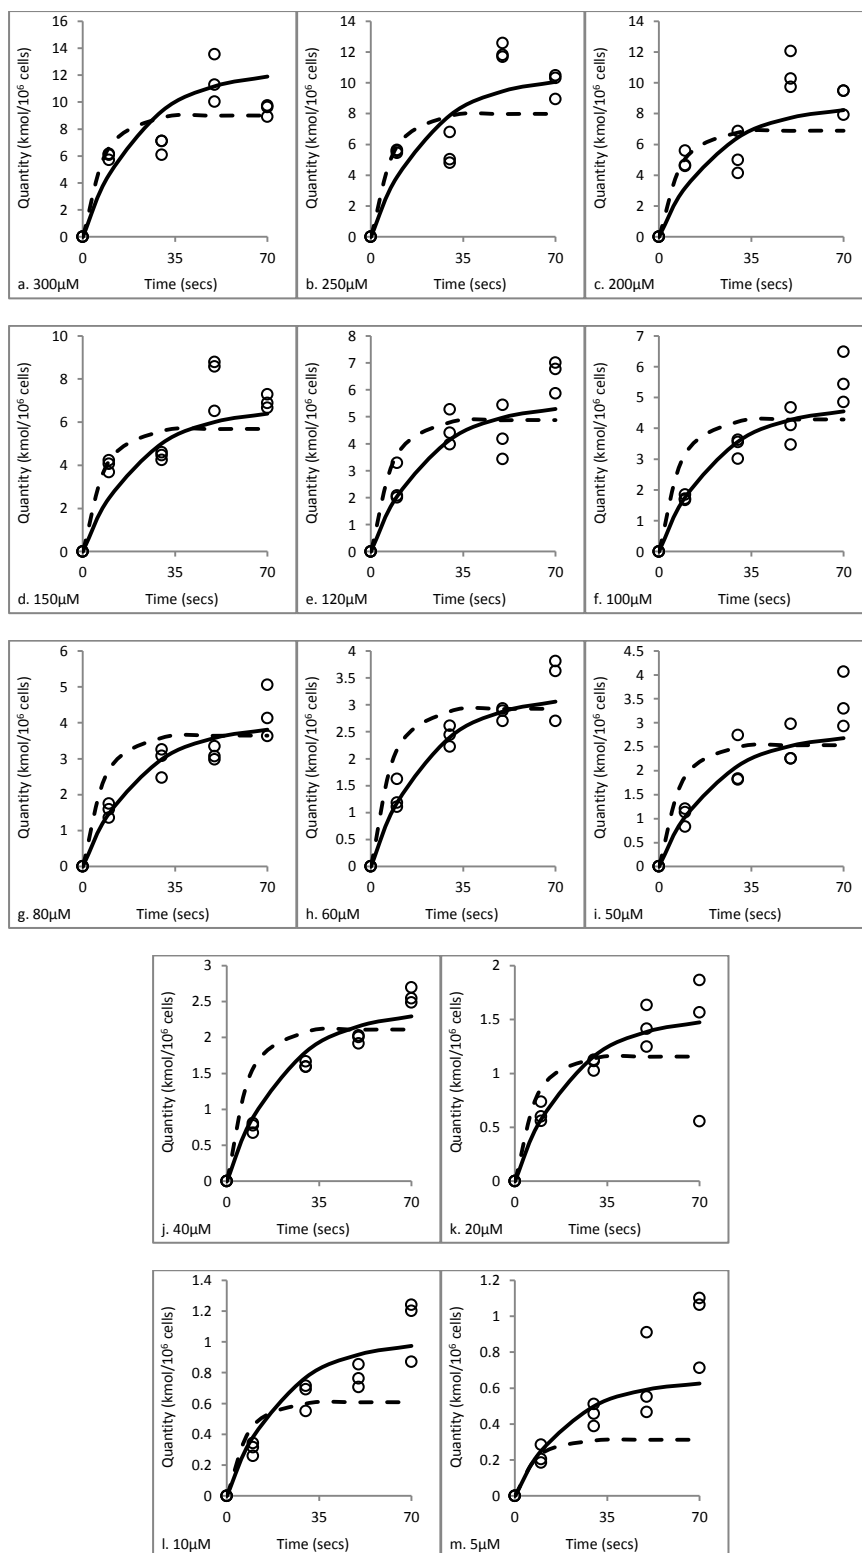 Quantity (kmol/10⁶ cells)
16
14
12
10
8
6
4
2
0
0 35 70
a. 300µM Time (secs)
Quantity (kmol/10⁶ cells)
14
12
10
8
6
4
2
0
0 35 70
b. 250µM Time (secs)
Quantity (kmol/10⁶ cells)
14
12
10
8
6
4
2
0
0 35 70
c. 200µM Time (secs)
Quantity (kmol/10⁶ cells)
10
8
6
4
2
0
0 35 70
d. 150µM Time (secs)
Quantity (kmol/10⁶ cells)
8
7
6
5
4
3
2
1
0
0 35 70
e. 120µM Time (secs)
Quantity (kmol/10⁶ cells)
7
6
5
4
3
2
1
0
0 35 70
f. 100µM Time (secs)
Quantity (kmol/10⁶ cells)
6
5
4
3
2
1
0
0 35 70
g. 80µM Time (secs)
Quantity (kmol/10⁶ cells)
4
3.5
3
2.5
2
1.5
1
0.5
0
0 35 70
h. 60µM Time (secs)
Quantity (kmol/10⁶ cells)
4.5
4
3.5
3
2.5
2
1.5
1
0.5
0
0 35 70
i. 50µM Time (secs)
Quantity (kmol/10⁶ cells)
3
2.5
2
1.5
1
0.5
0
0 35 70
j. 40µM Time (secs)
Quantity (kmol/10⁶ cells)
2
1.5
1
0.5
0
0 35 70
k. 20µM Time (secs)
Quantity (kmol/10⁶ cells)
1.4
1.2
1
0.8
0.6
0.4
0.2
0
0 35 70
l. 10µM Time (secs)
Quantity (kmol/10⁶ cells)
1.2
1
0.8
0.6
0.4
0.2
0
0 35 70
m. 5µM Time (secs)